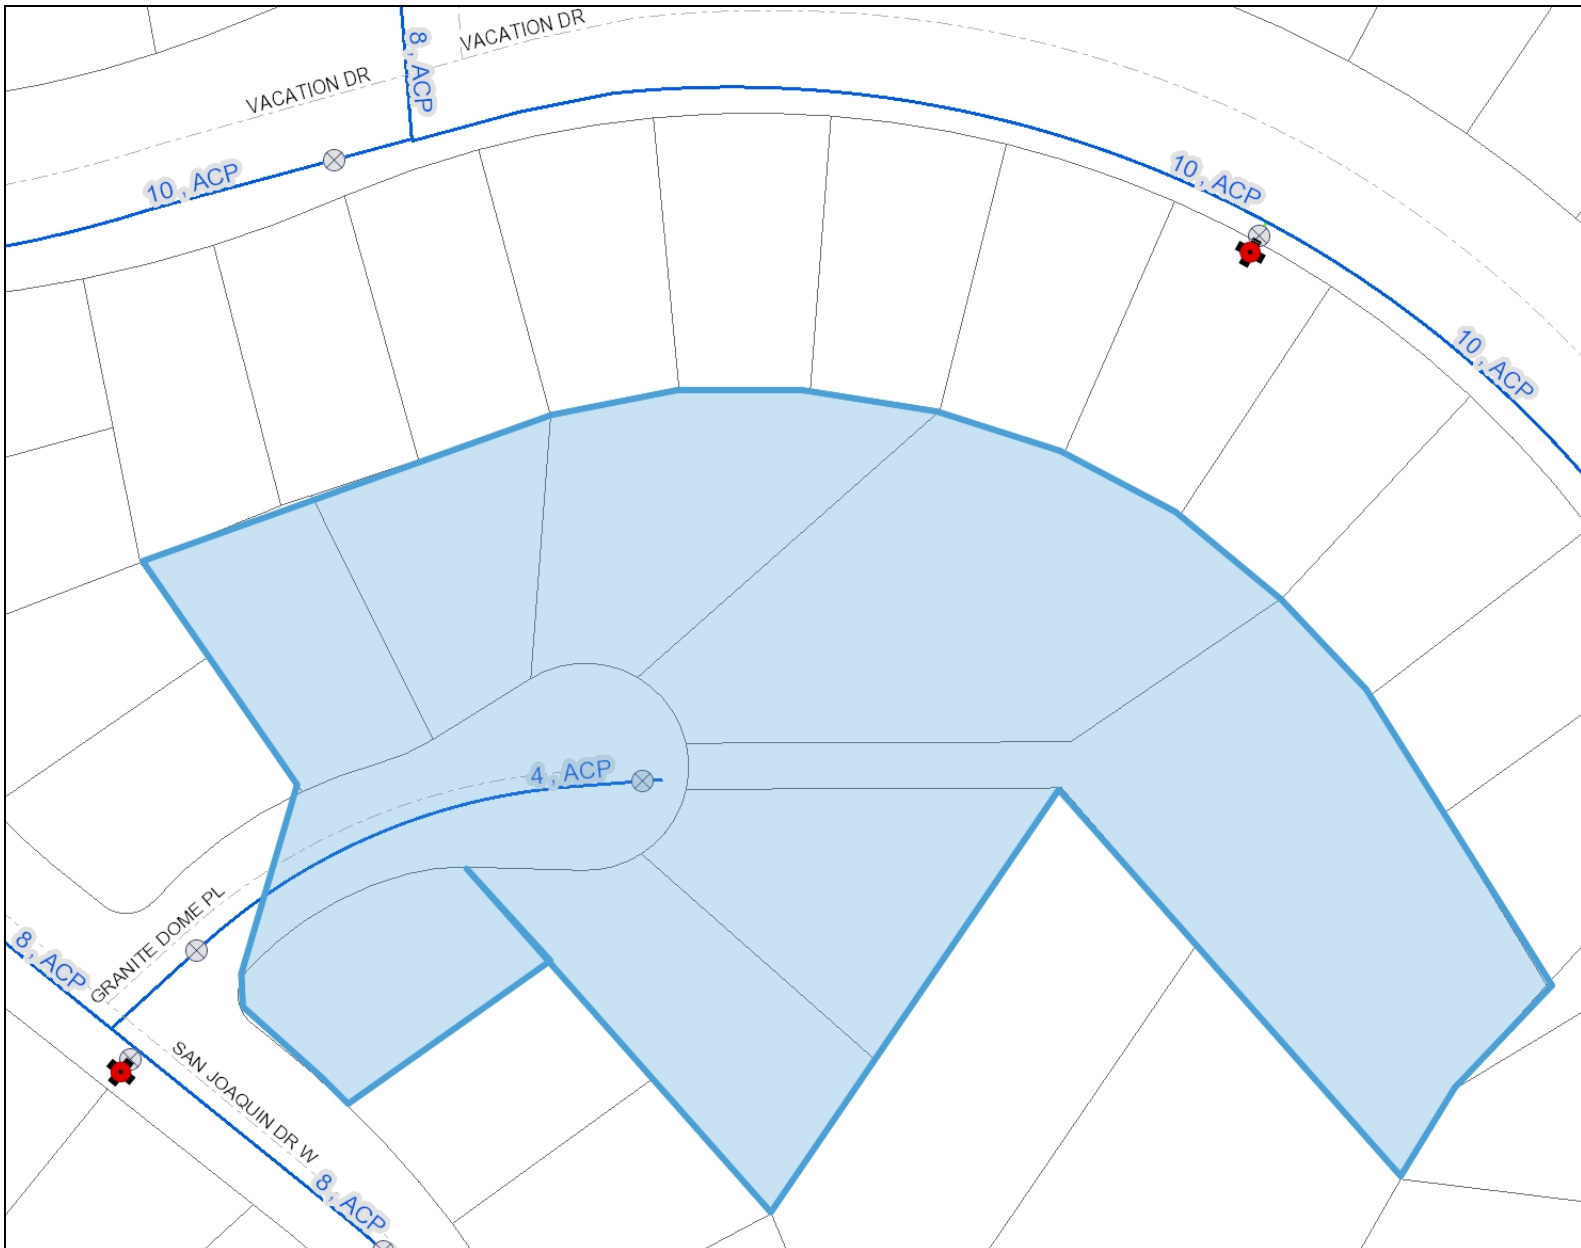 VACATION DR
8 , ACP
VACATION DR
10 , ACP
10 , ACP
10 , ACP
4 , ACP
GRANITE DOME PL
8 , ACP
SAN JOAQUIN DR W
8 , ACP